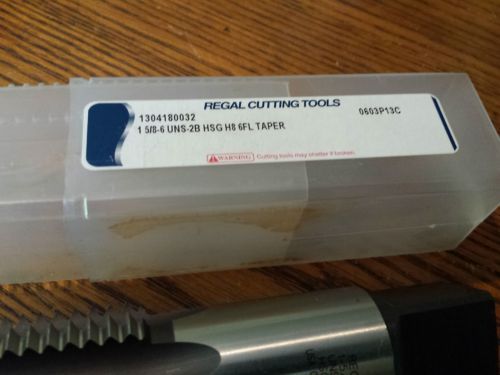 REGAL CUTTING TOOLS
1304180032 0603P13C
1 5/8-6 UNS-2B HSG H8 6FL TAPER
WARNING Cutting tools may shatter if broken.